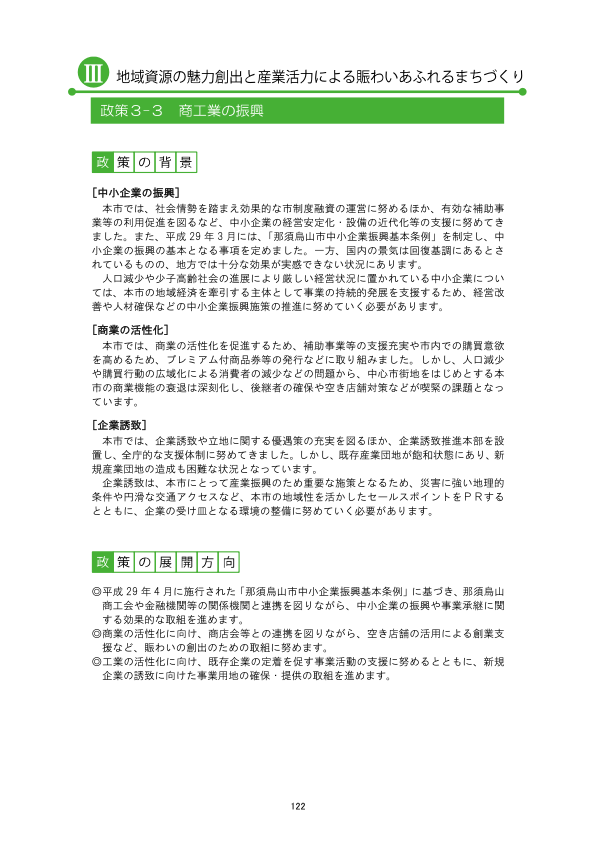 Ⅲ 地域資源の魅力創出と産業活力による賑わいあふれるまちづくり
政策３-３　商工業の振興
政策の背景
[中小企業の振興]
　本市では、社会情勢を踏まえ効果的な市制度融資の運営に努めるほか、有効な補助事
業等の利用促進を図るなど、中小企業の経営安定化・設備の近代化等の支援に努めてき
ました。また、平成 29 年 3 月には、「那須烏山市中小企業振興基本条例」を制定し、中
小企業の振興の基本となる事項を定めました。一方、国内の景気は回復基調にあるとさ
れているものの、地方では十分な効果が実感できない状況にあります。
　人口減少や少子高齢社会の進展により厳しい経営状況に置かれている中小企業につい
ては、本市の地域経済を牽引する主体として事業の持続的発展を支援するため、経営改
善や人材確保などの中小企業振興施策の推進に努めていく必要があります。
[商業の活性化]
　本市では、商業の活性化を促進するため、補助事業等の支援充実や市内での購買意欲
を高めるため、プレミアム付商品券等の発行などに取り組みました。しかし、人口減少
や購買行動の広域化による消費者の減少などの問題から、中心市街地をはじめとする本
市の商業機能の衰退は深刻化し、後継者の確保や空き店舗対策などが喫緊の課題となっ
ています。
[企業誘致]
　本市では、企業誘致や立地に関する優遇策の充実を図るほか、企業誘致推進本部を設
置し、全庁的な支援体制に努めてきました。しかし、既存産業団地が飽和状態にあり、新
規産業団地の造成も困難な状況となっています。
　企業誘致は、本市にとって産業振興のため重要な施策となるため、災害に強い地理的
条件や円滑な交通アクセスなど、本市の地域性を活かしたセールスポイントをＰＲする
とともに、企業の受け皿となる環境の整備に努めていく必要があります。
政策の展開方向
◎平成 29 年 4 月に施行された「那須烏山市中小企業振興基本条例」に基づき、那須烏山
商工会や金融機関等の関係機関と連携を図りながら、中小企業の振興や事業承継に関
する効果的な取組を進めます。
◎商業の活性化に向け、商店会等との連携を図りながら、空き店舗の活用による創業支
援など、賑わいの創出のための取組に努めます。
◎工業の活性化に向け、既存企業の定着を促す事業活動の支援に努めるとともに、新規
企業の誘致に向けた事業用地の確保・提供の取組を進めます。
122